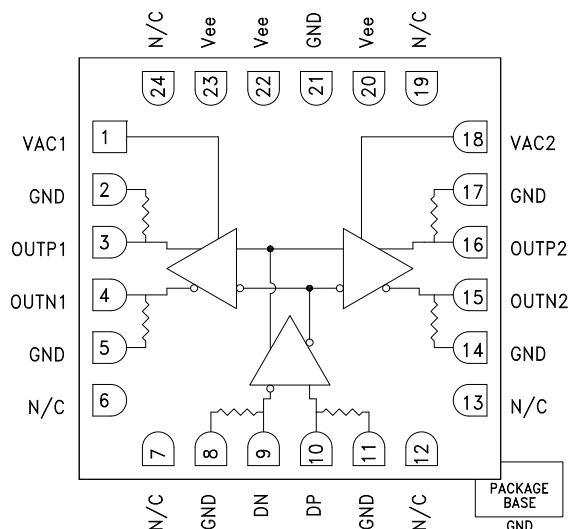 N/C Vee Vee GND Vee N/C
24 23 22 21 20 19
VAC1 1 18 VAC2
GND 2 17 GND
OUTP1 3 16 OUTP2
OUTN1 4 15 OUTN2
GND 5 14 GND
N/C 6 13 N/C
7 8 9 10 11 12
N/C GND DN DP GND N/C
PACKAGE
BASE
GND